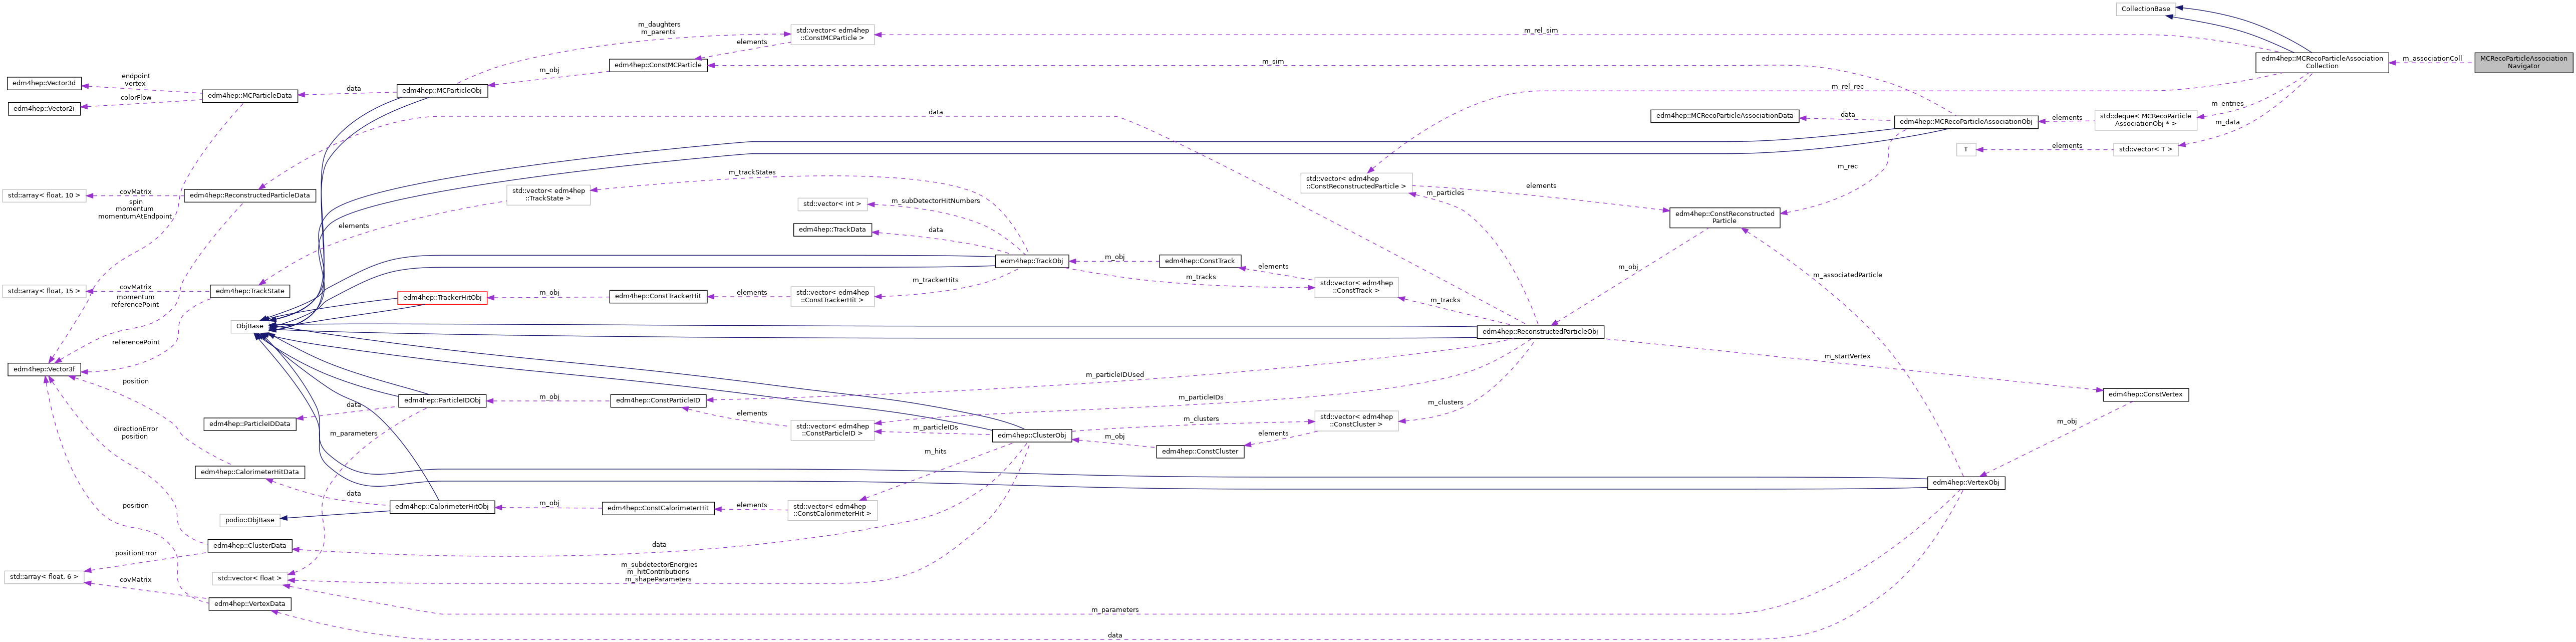 CollectionBase
m_daughters
m_parents
std::vector< edm4hep
::ConstMCParticle >
m_rel_sim
elements
edm4hep::MCRecoParticleAssociation
Collection
m_associationColl
MCRecoParticleAssociation
Navigator
edm4hep::ConstMCParticle
m_sim
m_obj
edm4hep::Vector3d
endpoint
vertex
colorFlow
edm4hep::Vector2i
edm4hep::MCParticleData
data
edm4hep::MCParticleObj
m_rel_rec
m_entries
m_data
data
edm4hep::MCRecoParticleAssociationData
data
edm4hep::MCRecoParticleAssociationObj
elements
std::deque< MCRecoParticle
AssociationObj * >
T
elements
std::vector< T >
m_rec
m_trackStates
std::vector< edm4hep
::ConstReconstructedParticle >
elements
m_particles
std::array< float, 10 >
covMatrix
edm4hep::ReconstructedParticleData
spin
momentum
momentumAtEndpoint
std::vector< edm4hep
::TrackState >
std::vector< int >
m_subDetectorHitNumbers
edm4hep::ConstReconstructed
Particle
elements
edm4hep::TrackData
data
edm4hep::TrackObj
m_obj
edm4hep::ConstTrack
elements
m_tracks
std::vector< edm4hep
::ConstTrack >
m_obj
m_associatedParticle
std::array< float, 15 >
covMatrix
edm4hep::TrackState
momentum
referencePoint
edm4hep::TrackerHitObj
m_obj
edm4hep::ConstTrackerHit
elements
std::vector< edm4hep
::ConstTrackerHit >
m_trackerHits
m_tracks
ObjBase
edm4hep::ReconstructedParticleObj
referencePoint
m_startVertex
edm4hep::Vector3f
position
m_particleIDUsed
edm4hep::ParticleIDObj
m_obj
edm4hep::ConstParticleID
m_particleIDs
m_clusters
edm4hep::ConstVertex
data
elements
edm4hep::ParticleIDData
std::vector< edm4hep
::ConstParticleID >
m_particleIDs
m_clusters
std::vector< edm4hep
::ConstCluster >
m_obj
directionError
position
m_parameters
edm4hep::ClusterObj
m_obj
elements
edm4hep::ConstCluster
m_hits
edm4hep::CalorimeterHitData
edm4hep::VertexObj
data
position
edm4hep::CalorimeterHitObj
m_obj
edm4hep::ConstCalorimeterHit
elements
std::vector< edm4hep
::ConstCalorimeterHit >
podio::ObjBase
edm4hep::ClusterData
data
positionError
m_subdetectorEnergies
m_hitContributions
m_shapeParameters
std::array< float, 6 >
covMatrix
std::vector< float >
edm4hep::VertexData
m_parameters
data